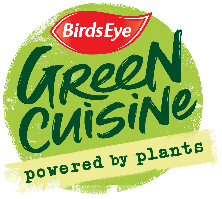 Birds Eye
GReeN
CUiSiNe
powered by plants